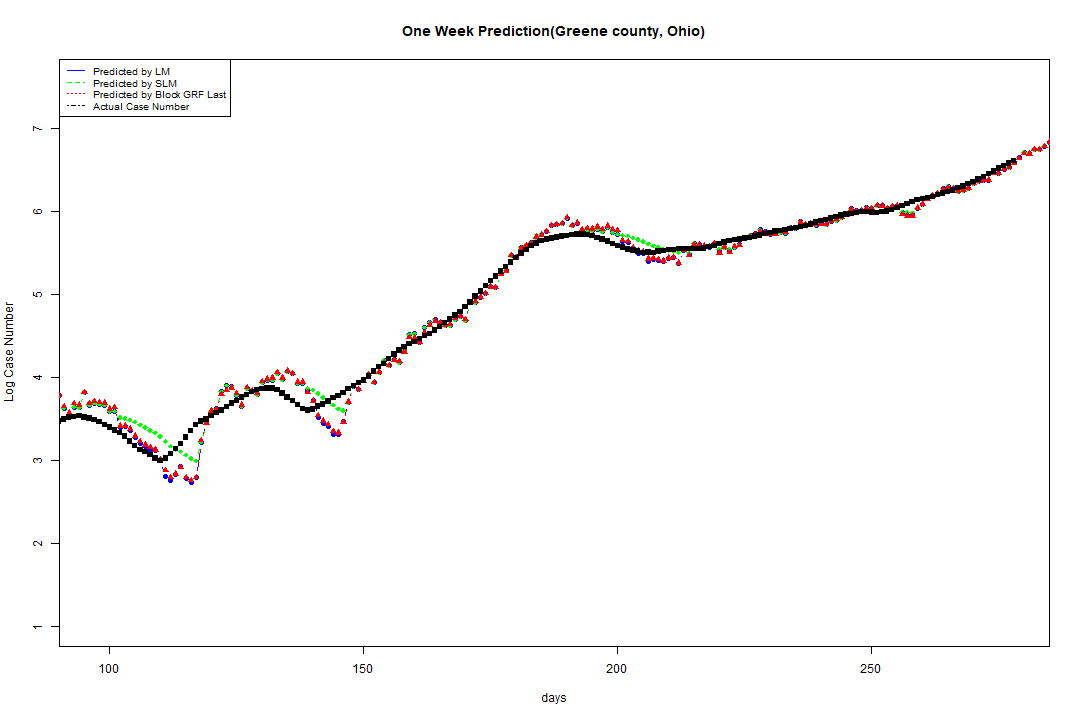 One Week Prediction(Greene county, Ohio)
Predicted by LM
Predicted by SLM
Predicted by Block GRF Last
Actual Case Number
7
6
5
4
3
2
1
Log Case Number
100 150 200 250
days